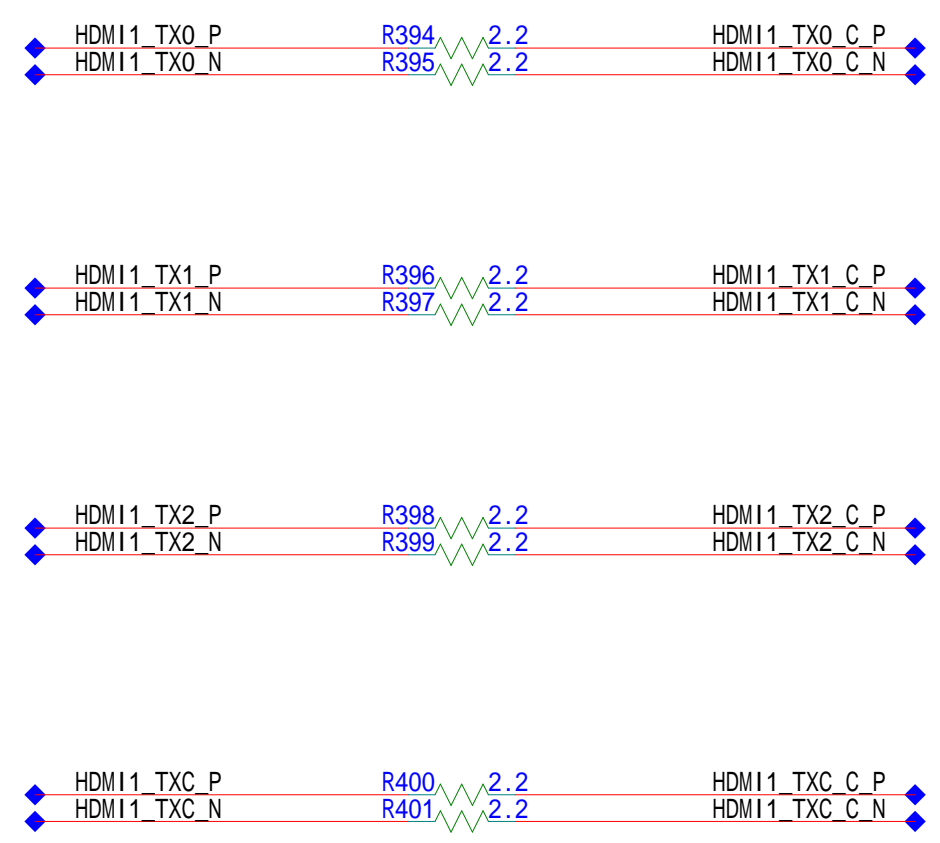 HDMI1_TX0_P R394 2.2 HDMI1_TX0_C_P
HDMI1_TX0_N R395 2.2 HDMI1_TX0_C_N
HDMI1_TX1_P R396 2.2 HDMI1_TX1_C_P
HDMI1_TX1_N R397 2.2 HDMI1_TX1_C_N
HDMI1_TX2_P R398 2.2 HDMI1_TX2_C_P
HDMI1_TX2_N R399 2.2 HDMI1_TX2_C_N
HDMI1_TXC_P R400 2.2 HDMI1_TXC_C_P
HDMI1_TXC_N R401 2.2 HDMI1_TXC_C_N